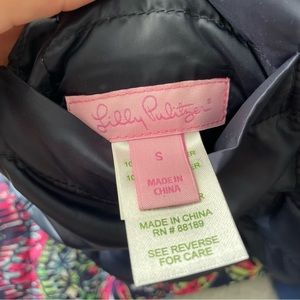 Lilly Pulitzer®
S
MADE IN
CHINA
MADE IN CHINA
RN # 88189
SEE REVERSE
FOR CARE